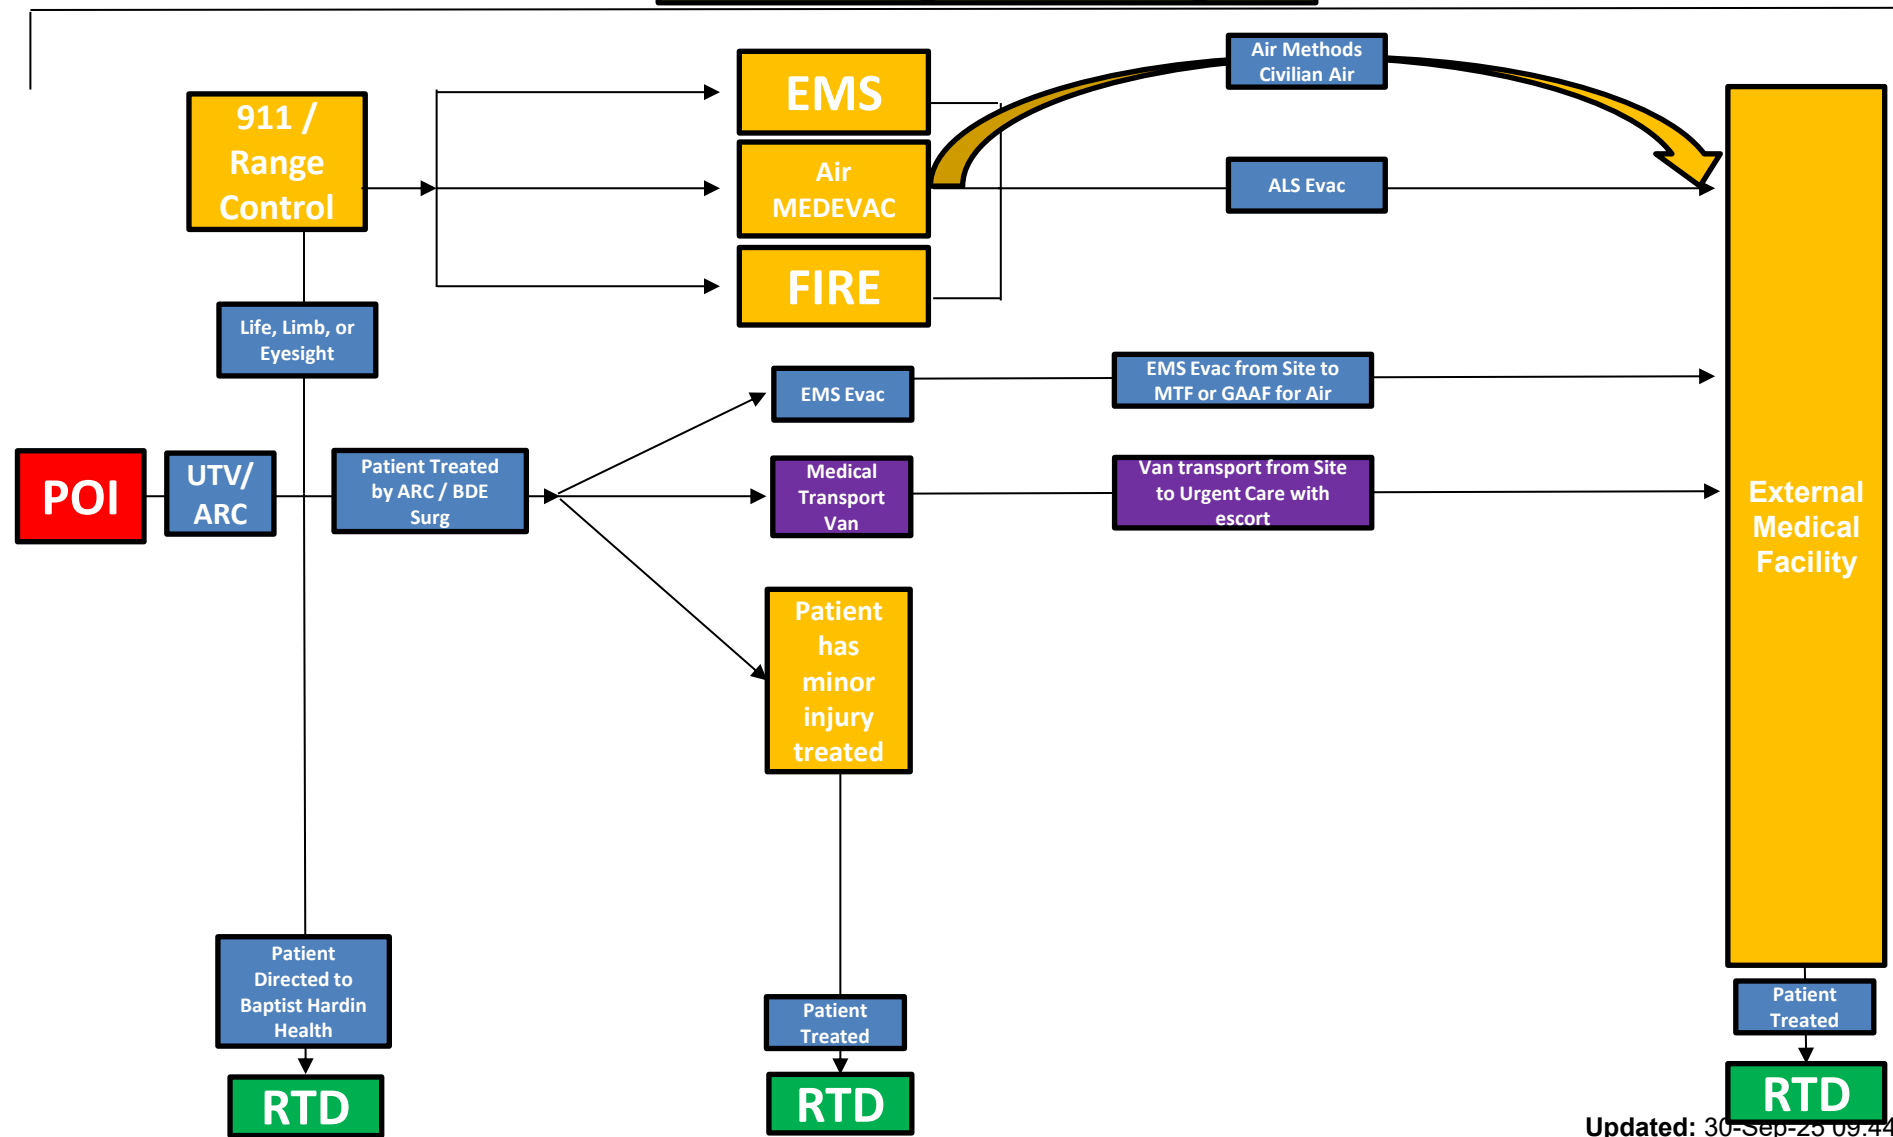 911 /
Range
Control
EMS
Air
MEDEVAC
FIRE
Air Methods
Civilian Air
ALS Evac
Life, Limb, or
Eyesight
EMS Evac
EMS Evac from Site to
MTF or GAAF for Air
POI
UTV/
ARC
Patient Treated
by ARC / BDE
Surg
Medical
Transport
Van
Van transport from Site
to Urgent Care with
escort
External
Medical
Facility
Patient
has
minor
injury
treated
Patient
Directed to
Baptist Hardin
Health
RTD
Patient
Treated
RTD
Patient
Treated
RTD
Updated: 30-Sep-25 09:44